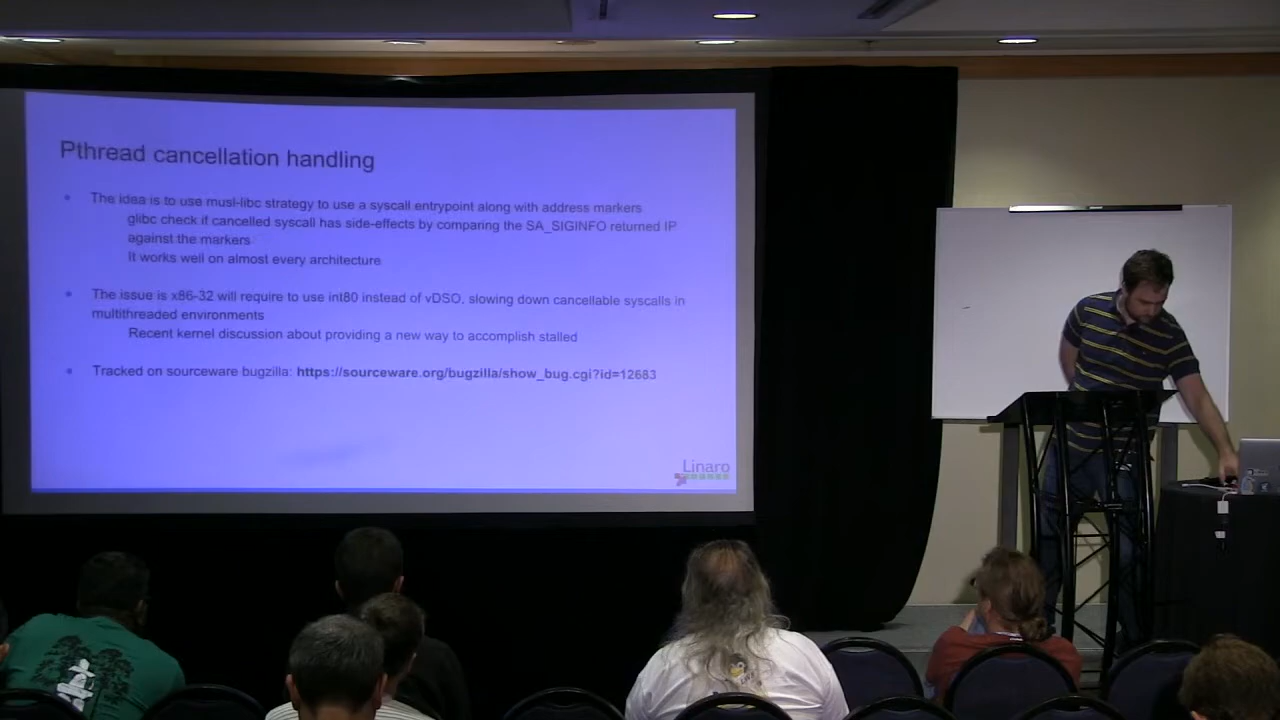 Pthread cancellation handling
The idea is to use musl-libc strategy to use a syscall entrypoint along with address markers
glibc check if cancelled syscall has side-effects by comparing the SA_SIGINFO returned IP
against the markers
It works well on almost every architecture
The issue is x86-32 will require to use int80 instead of vDSO, slowing down cancellable syscalls in
multithreaded environments
Recent kernel discussion about providing a new way to accomplish stalled
Tracked on sourceware bugzilla: https://sourceware.org/bugzilla/show_bug.cgi?id=12683
Linaro